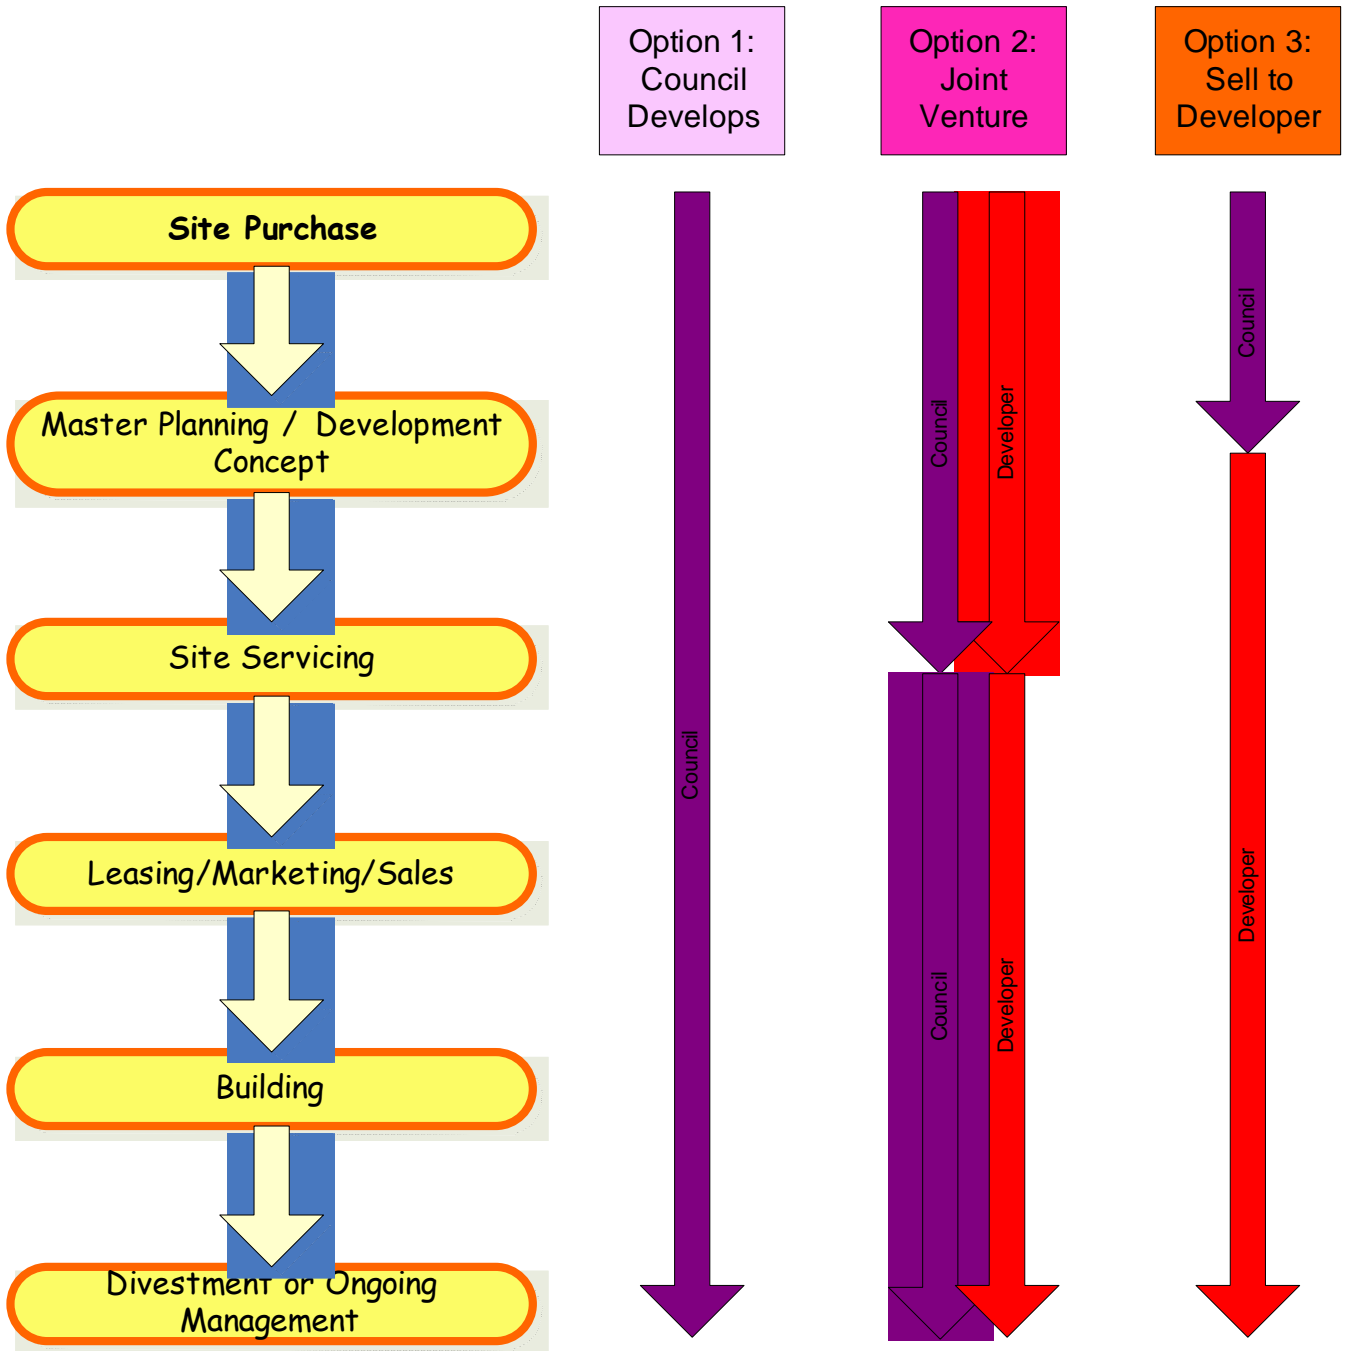 Option 1:
Council
Develops
Option 2:
Joint
Venture
Option 3:
Sell to
Developer
Site Purchase
Master Planning / Development
Concept
Site Servicing
Leasing/Marketing/Sales
Building
Divestment or Ongoing
Management
Council
Council
Developer
Council
Developer
Council
Developer